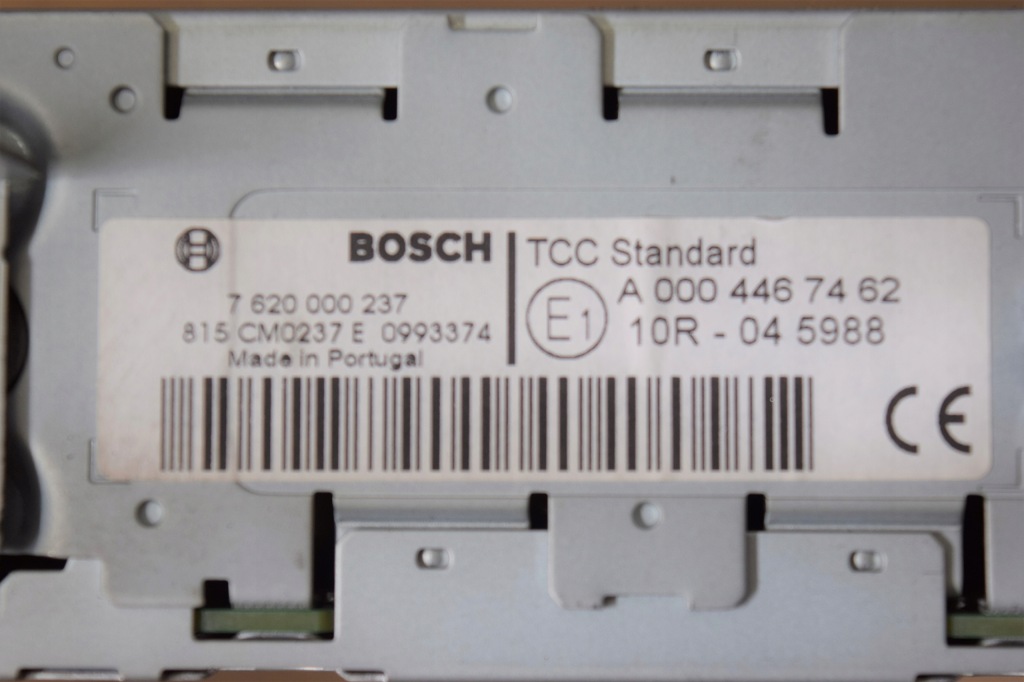 BOSCH
7 620 000 237
815 CM0237 E 0993374
Made in Portugal
TCC Standard
A 000 446 74 62
E1
10R - 04 5988
CE